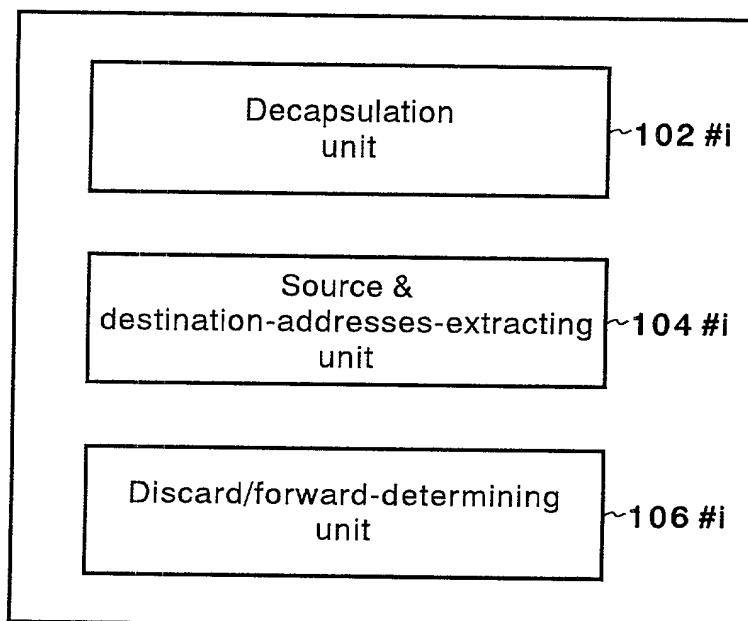 Decapsulation
unit
102 #i
Source &
destination-addresses-extracting
unit
104 #i
Discard/forward-determining
unit
106 #i